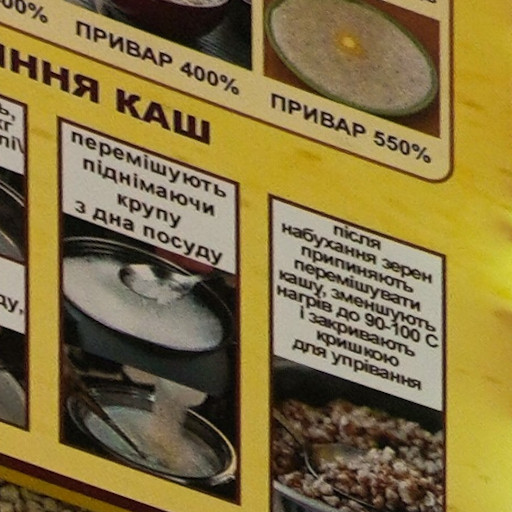 ПРИВАР 400%
ПРИВАР 550%
КАШ
перемішують
піднімаючи
крупу
з дна посуду
після
набухання зерен
припиняють
перемішувати
кашу, зменшують
нагрів до 90-100 С
і закривають
кришкою
для упрівання